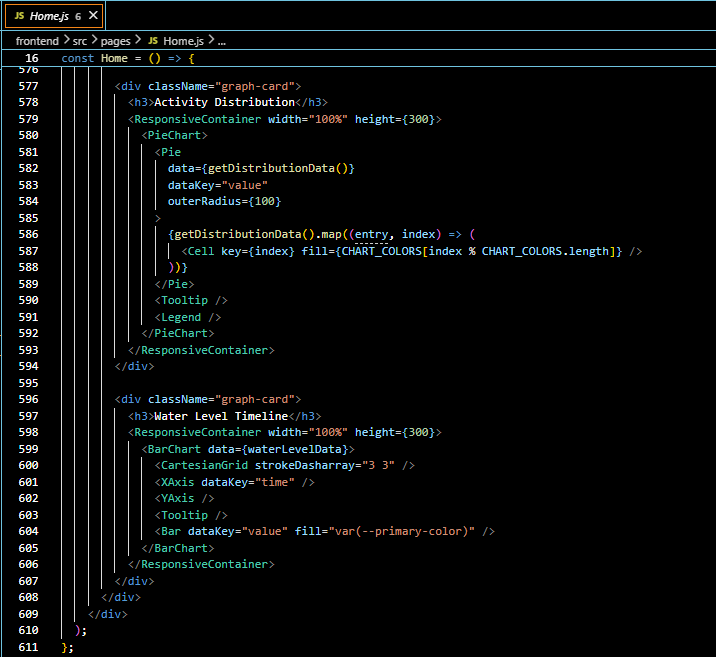 JS Home.js 6 ✕
frontend > src > pages > JS Home.js > ...
16 const Home = () => {
576
577 <div className="graph-card">
578 <h3>Activity Distribution</h3>
579 <ResponsiveContainer width="100%" height={300}>
580 <PieChart>
581 <Pie
582 data={getDistributionData()}
583 dataKey="value"
584 outerRadius={100}
585 >
586 {getDistributionData().map((entry, index) => (
587 <Cell key={index} fill={CHART_COLORS[index % CHART_COLORS.length]} />
588 ))}
589 </Pie>
590 <Tooltip />
591 <Legend />
592 </PieChart>
593 </ResponsiveContainer>
594 </div>
595
596 <div className="graph-card">
597 <h3>Water Level Timeline</h3>
598 <ResponsiveContainer width="100%" height={300}>
599 <BarChart data={waterLevelData}>
600 <CartesianGrid strokeDasharray="3 3" />
601 <XAxis dataKey="time" />
602 <YAxis />
603 <Tooltip />
604 <Bar dataKey="value" fill="var(--primary-color)" />
605 </BarChart>
606 </ResponsiveContainer>
607 </div>
608 </div>
609 </div>
610 );
611 };